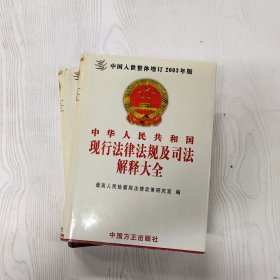 中国入世整体增订2003年版
中华人民共和国
现行法律法规及司法
解释大全
最高人民检察院法律政策研究室 编
中国方正出版社